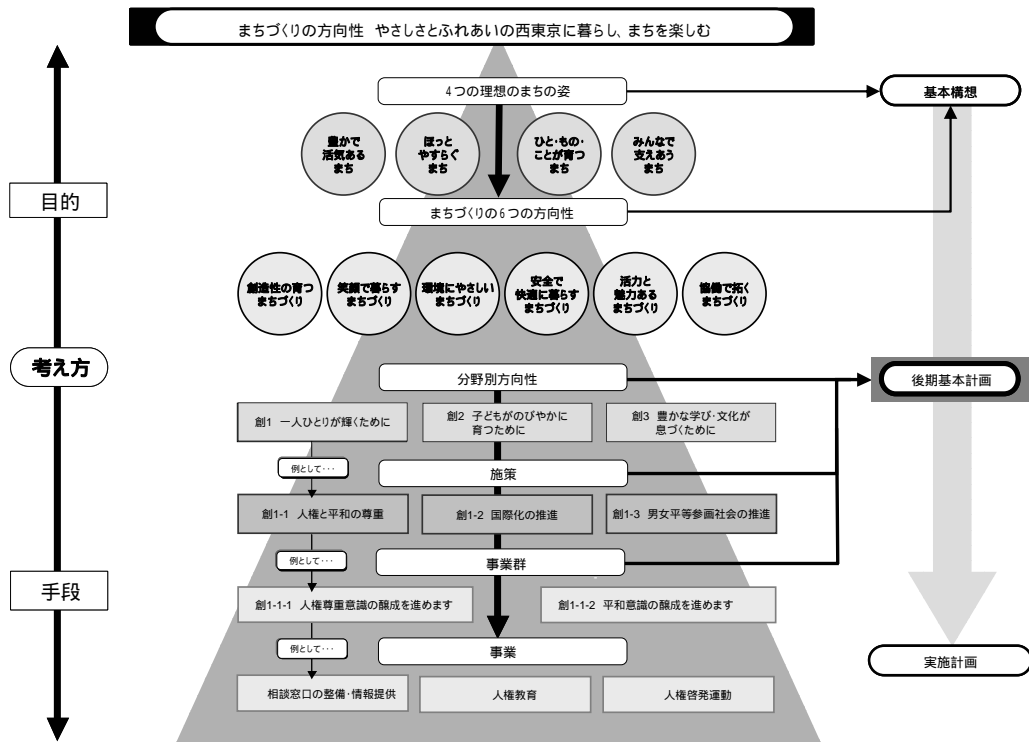 まちづくりの方向性 やさしさとふれあいの西東京に暮らし、まちを楽しむ
4つの理想のまちの姿
基本構想
豊かで
活気ある
まち
ほっと
やすらぐ
まち
ひと・もの・
ことが育つ
まち
みんなで
支えあう
まち
目的
まちづくりの6つの方向性
創造性の育つ
まちづくり
笑顔で暮らす
まちづくり
環境にやさしい
まちづくり
安全で
快適に暮らす
まちづくり
活力と
魅力ある
まちづくり
協働で拓く
まちづくり
考え方
分野別方向性
後期基本計画
創1 一人ひとりが輝くために
創2 子どもがのびやかに
育つために
創3 豊かな学び・文化が
息づくために
例として・・・
施策
創1-1 人権と平和の尊重
創1-2 国際化の推進
創1-3 男女平等参画社会の推進
例として・・・
事業群
手段
創1-1-1 人権尊重意識の醸成を進めます
創1-1-2 平和意識の醸成を進めます
例として・・・
事業
実施計画
相談窓口の整備・情報提供
人権教育
人権啓発運動